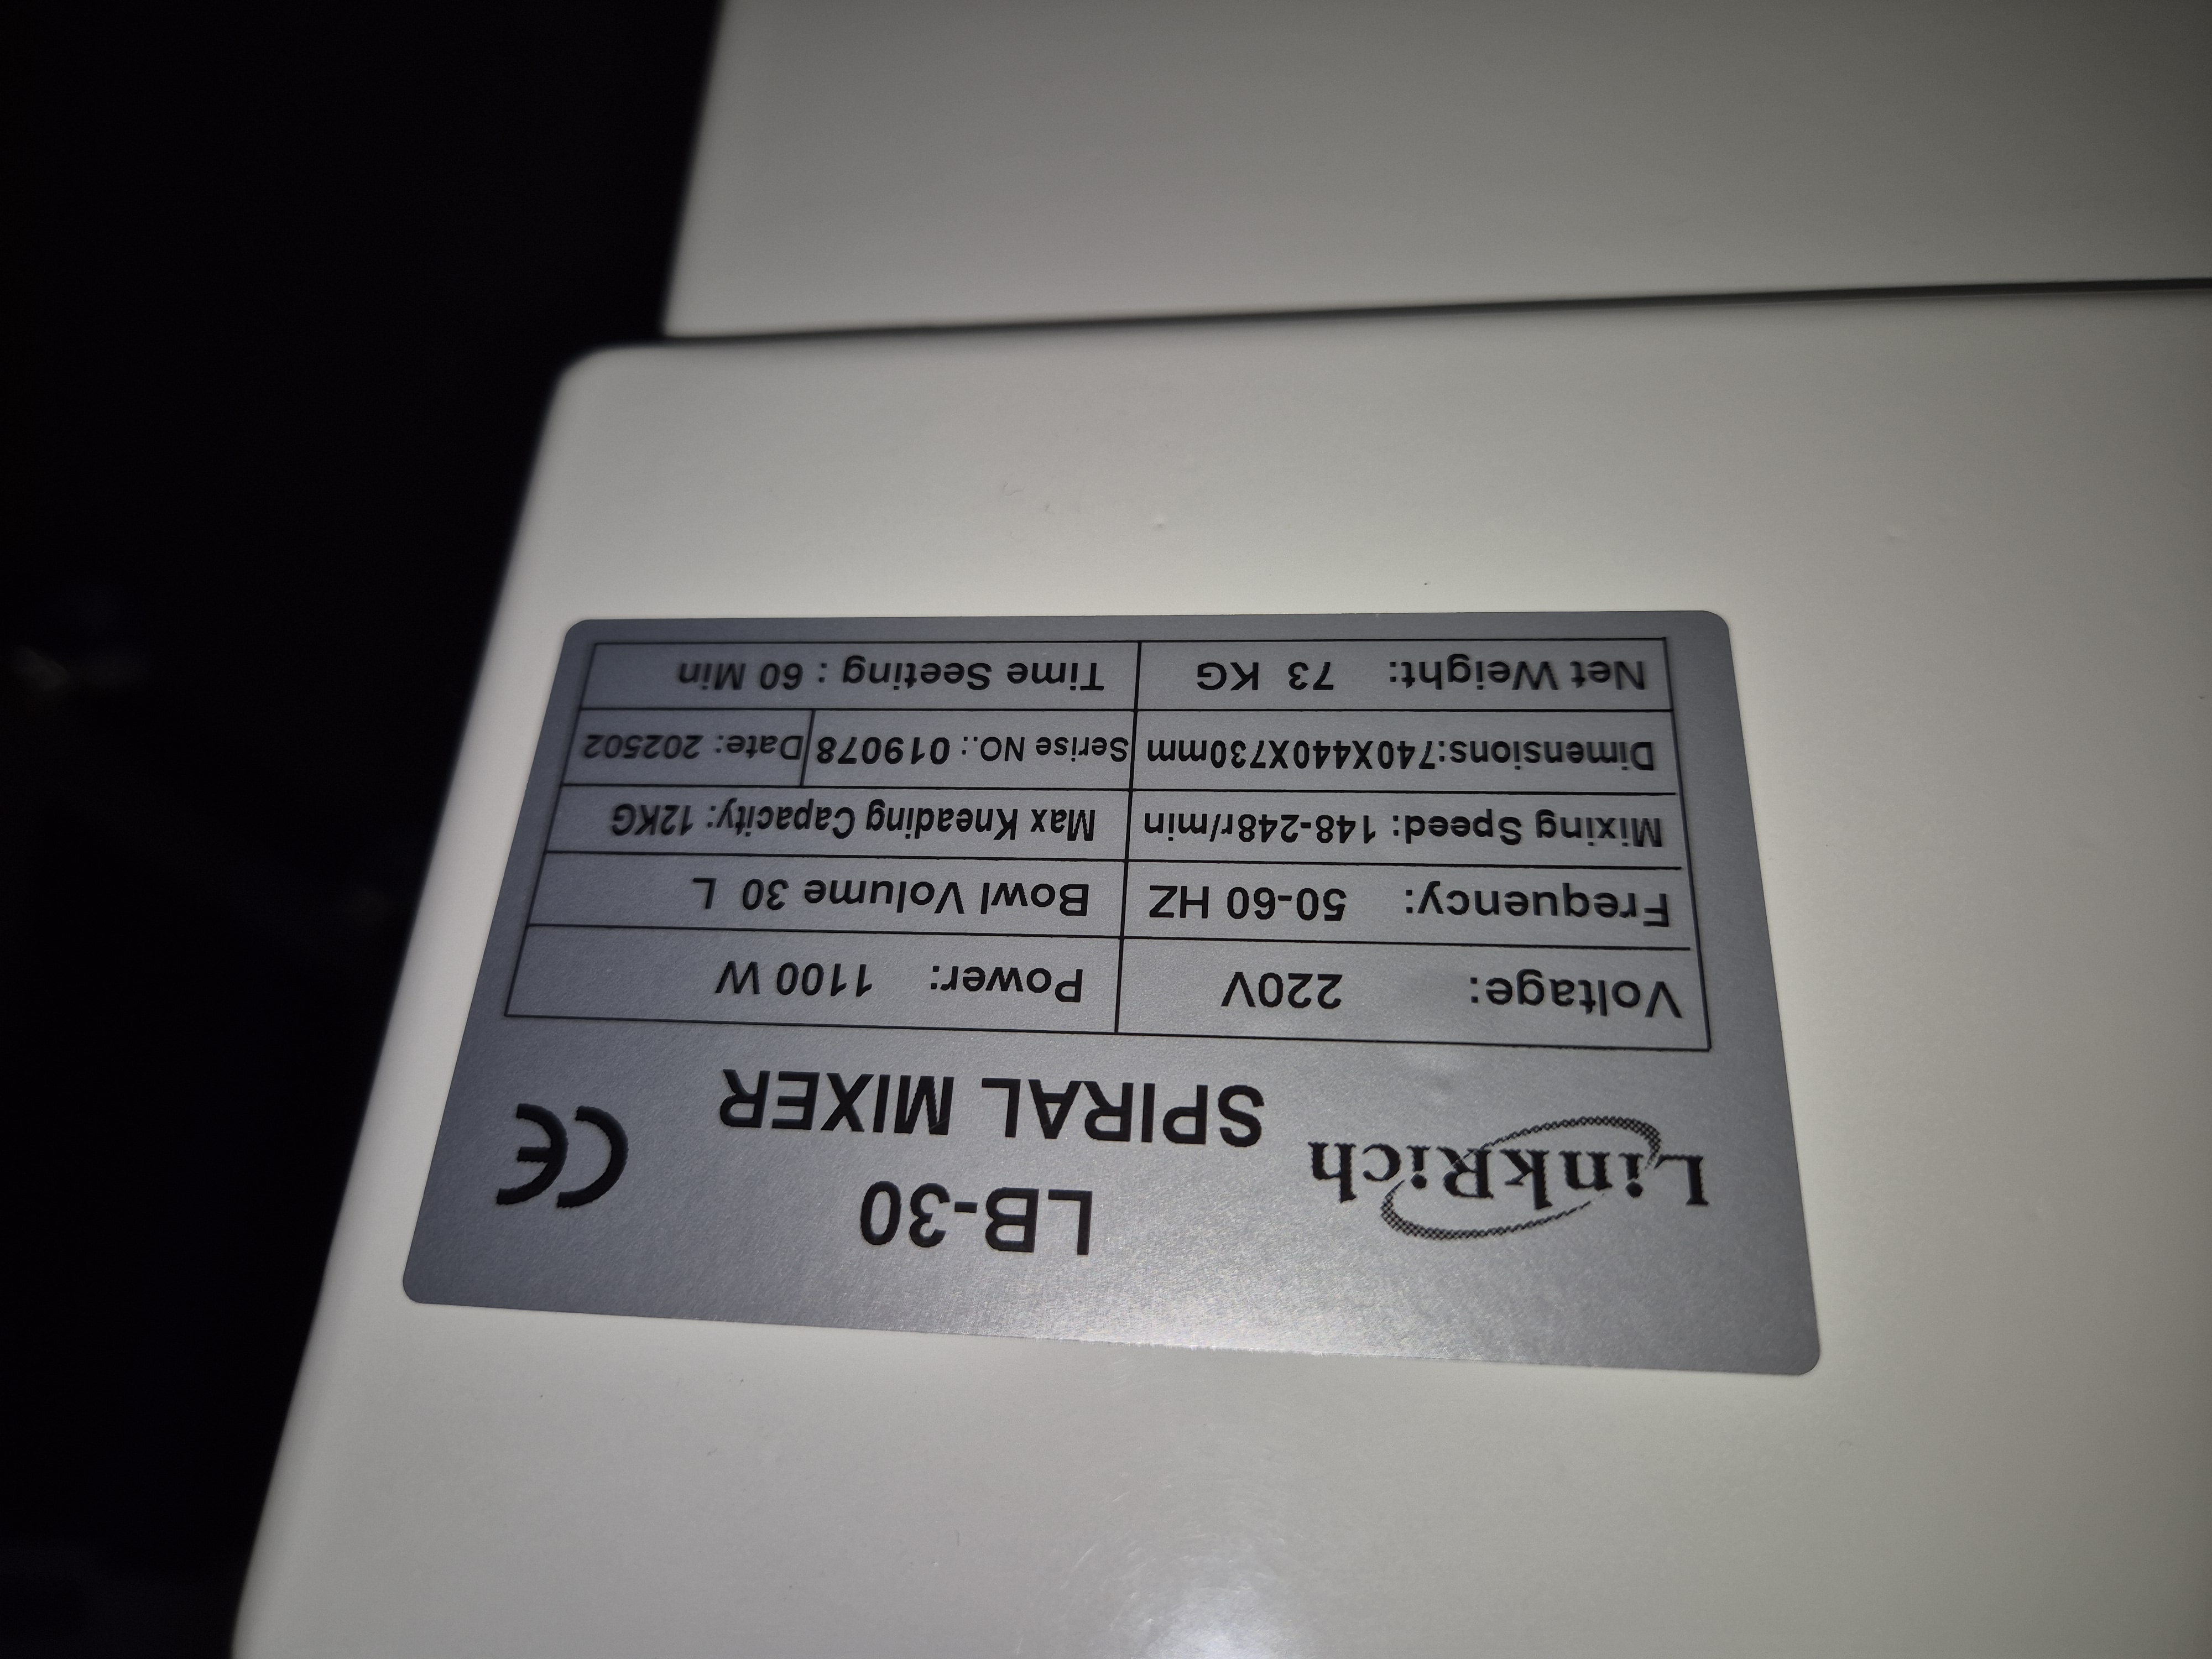 LB-30
LinkRich SPIRAL MIXER CE
Voltage: 220V Power: 1100 W
Frequency: 50-60 HZ Bowl Volume 30 L
Mixing Speed: 148-248r/min Max Kneading Capacity: 12KG
Dimensions:740X440X730mm Serise NO.: 019078 Date: 202502
Net Weight: 73 KG Time Seeting : 60 Min